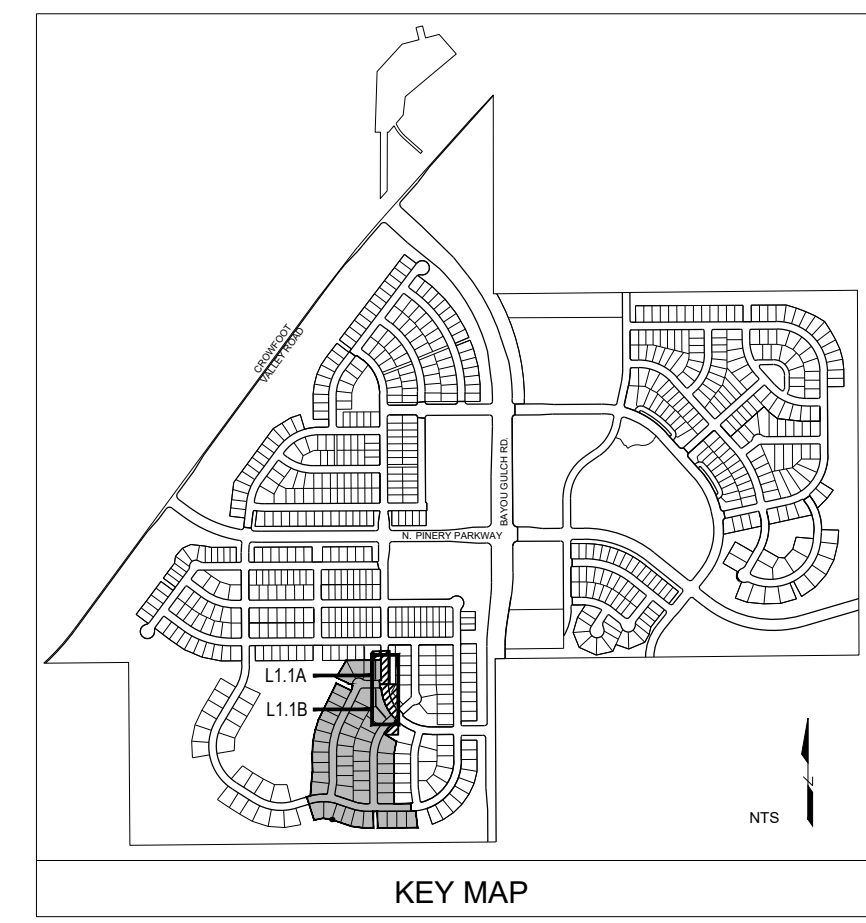 CROWFOOT
VALLEY ROAD
BAYOU GULCH RD.
N. PINERY PARKWAY
L1.1A
L1.1B
N
NTS
KEY MAP